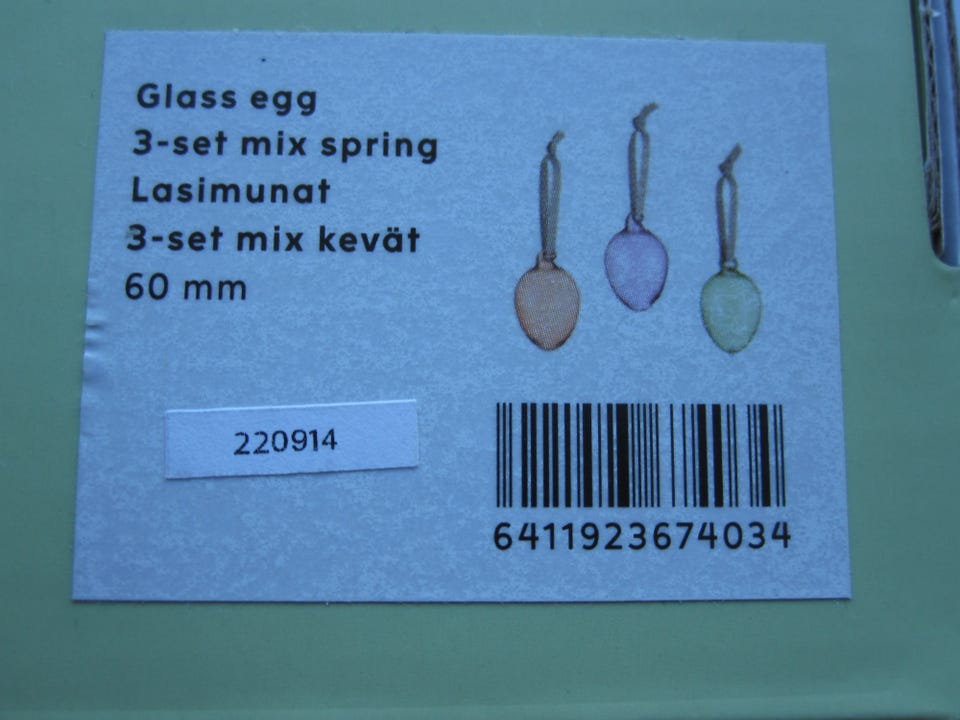 Glass egg
3-set mix spring
Lasimunat
3-set mix kevät
60 mm
220914
6411923674034